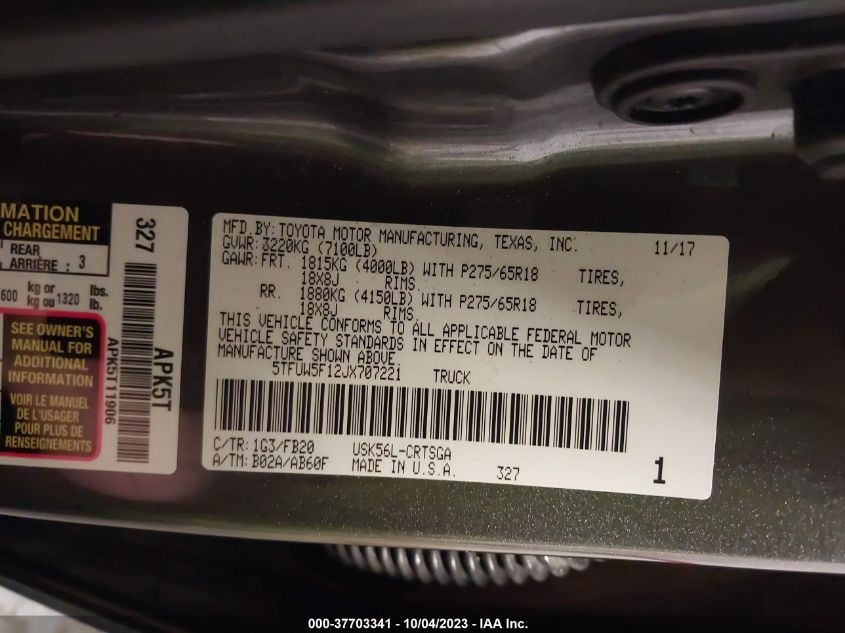 MATION
CHARGEMENT
REAR
ARRIÈRE : 3
600 kg or kg ou 1320 lbs. lb.
SEE OWNER'S
MANUAL FOR
ADDITIONAL
INFORMATION
VOIR LE MANUEL
DE L'USAGER
POUR PLUS DE
RENSEIGNEMENTS
327
APK5T
APK5T11906
MFD.BY:TOYOTA MOTOR MANUFACTURING, TEXAS, INC. 11/17
GVWR:3220KG (7100LB)
GAWR:FRT. 1815KG (4000LB) WITH P275/65R18 TIRES,
18X8J RIMS.
RR. 1880KG (4150LB) WITH P275/65R18 TIRES,
18X8J RIMS.
THIS VEHICLE CONFORMS TO ALL APPLICABLE FEDERAL MOTOR
VEHICLE SAFETY STANDARDS IN EFFECT ON THE DATE OF
MANUFACTURE SHOWN ABOVE.
5TFUW5F12JX707221 TRUCK
C/TR:1G3/FB20 USK56L-CRTSGA
A/TM:B02A/AB60F MADE IN U.S.A. 327 1
000-37703341 - 10/04/2023 - IAA Inc.